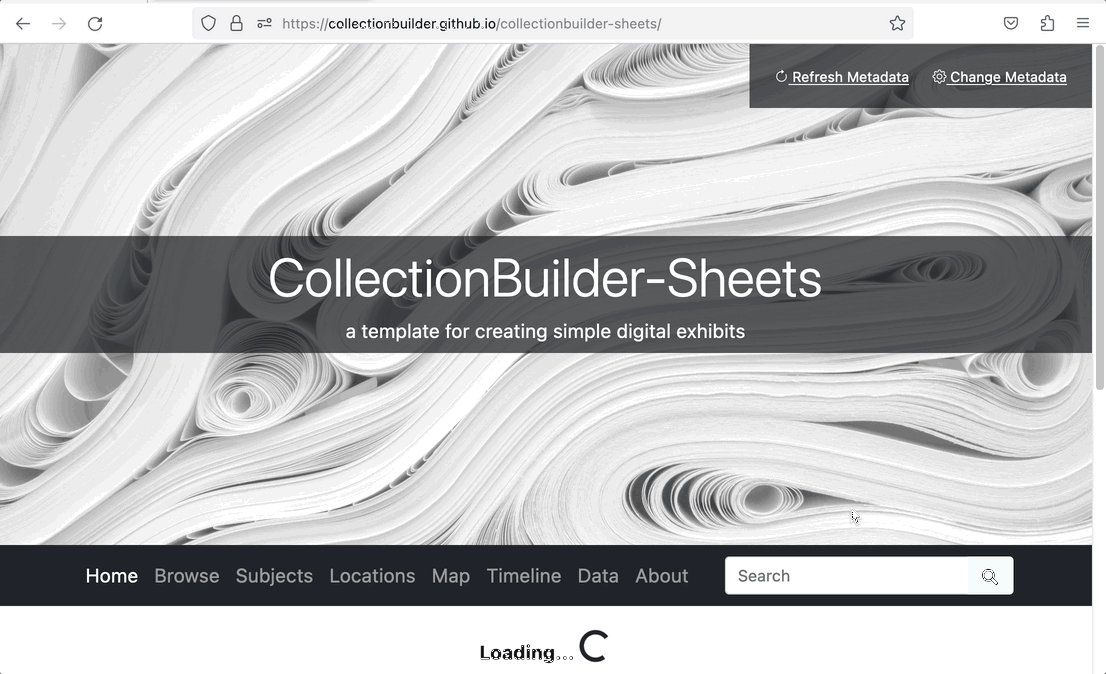 https://collectionbuilder.github.io/collectionbuilder-sheets/
Refresh Metadata Change Metadata
CollectionBuilder-Sheets
a template for creating simple digital exhibits
Home Browse Subjects Locations Map Timeline Data About Search
Loading...